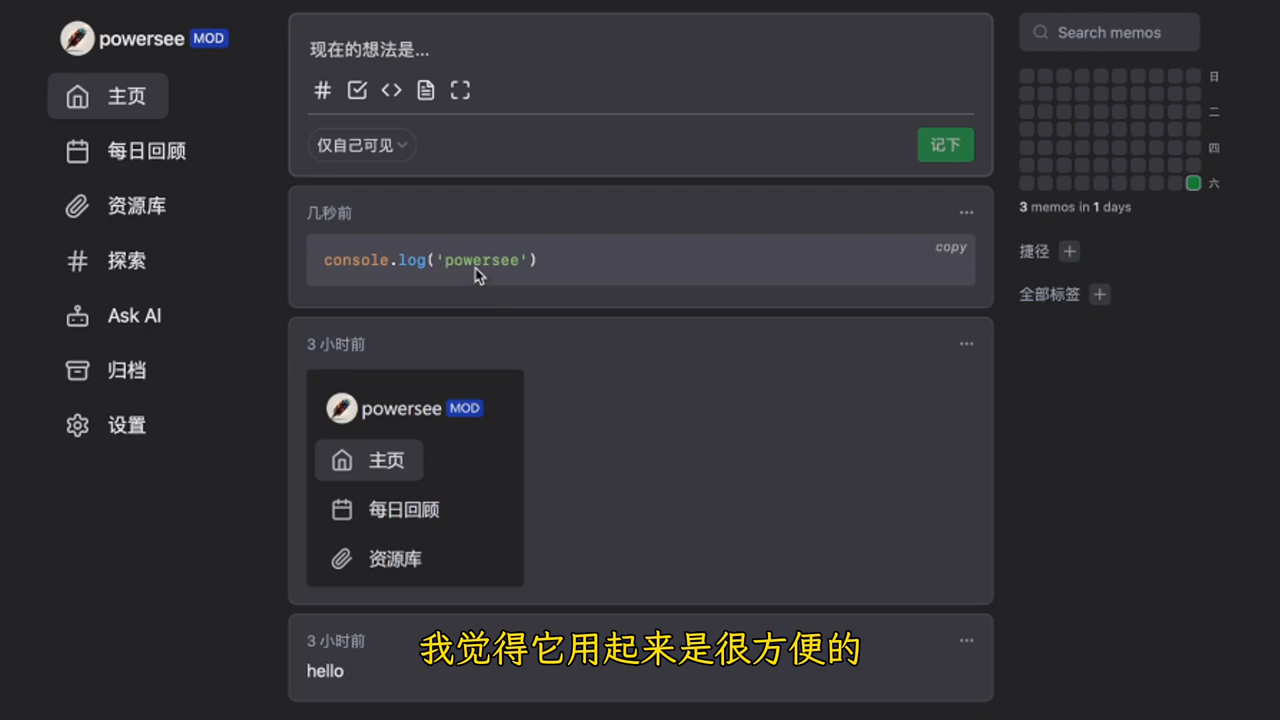 powersee MOD
主页
每日回顾
资源库
探索
Ask AI
归档
设置
现在的想法是...
仅自己可见
记下
几秒前
copy
console.log('powersee')
3 小时前
powersee MOD
主页
每日回顾
资源库
3 小时前
hello
我觉得它用起来是很方便的
Search memos
日
二
四
六
3 memos in 1 days
捷径
全部标签